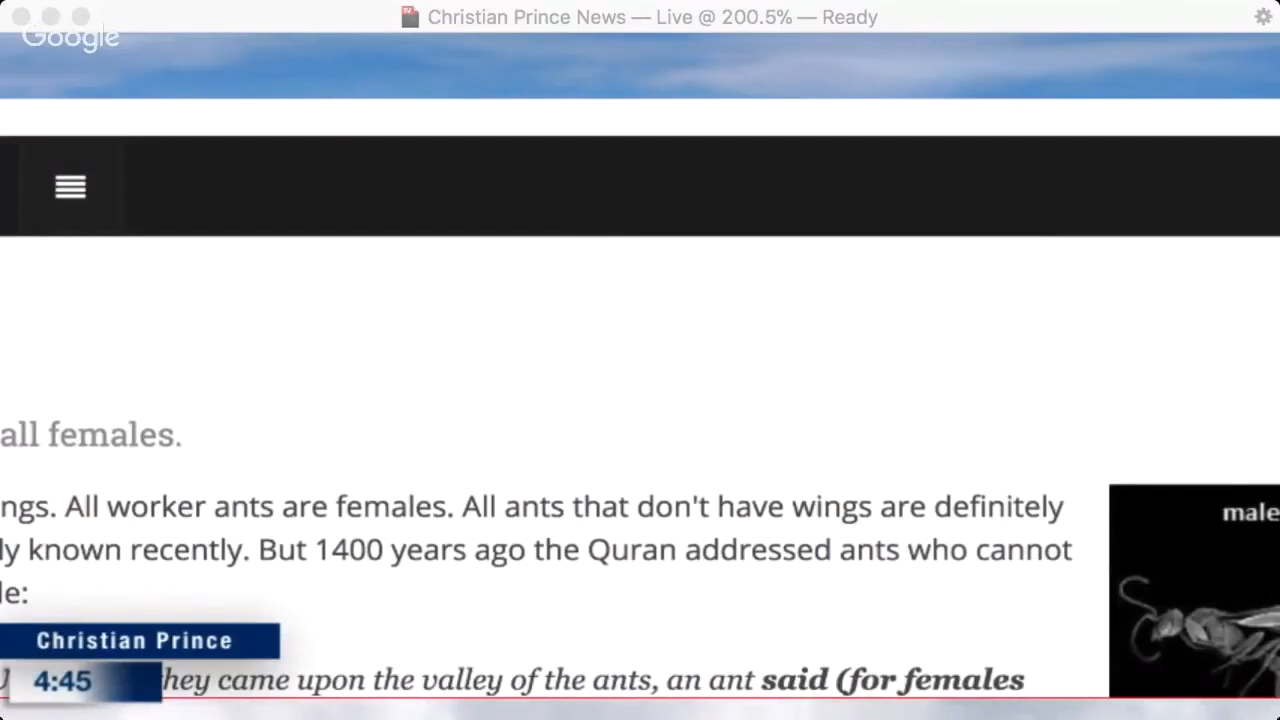 Christian Prince News — Live @ 200.5% — Ready
Google
all females.
ngs. All worker ants are females. All ants that don't have wings are definitely
ly known recently. But 1400 years ago the Quran addressed ants who cannot
le:
male
Christian Prince
4:45
hey came upon the valley of the ants, an ant said (for females